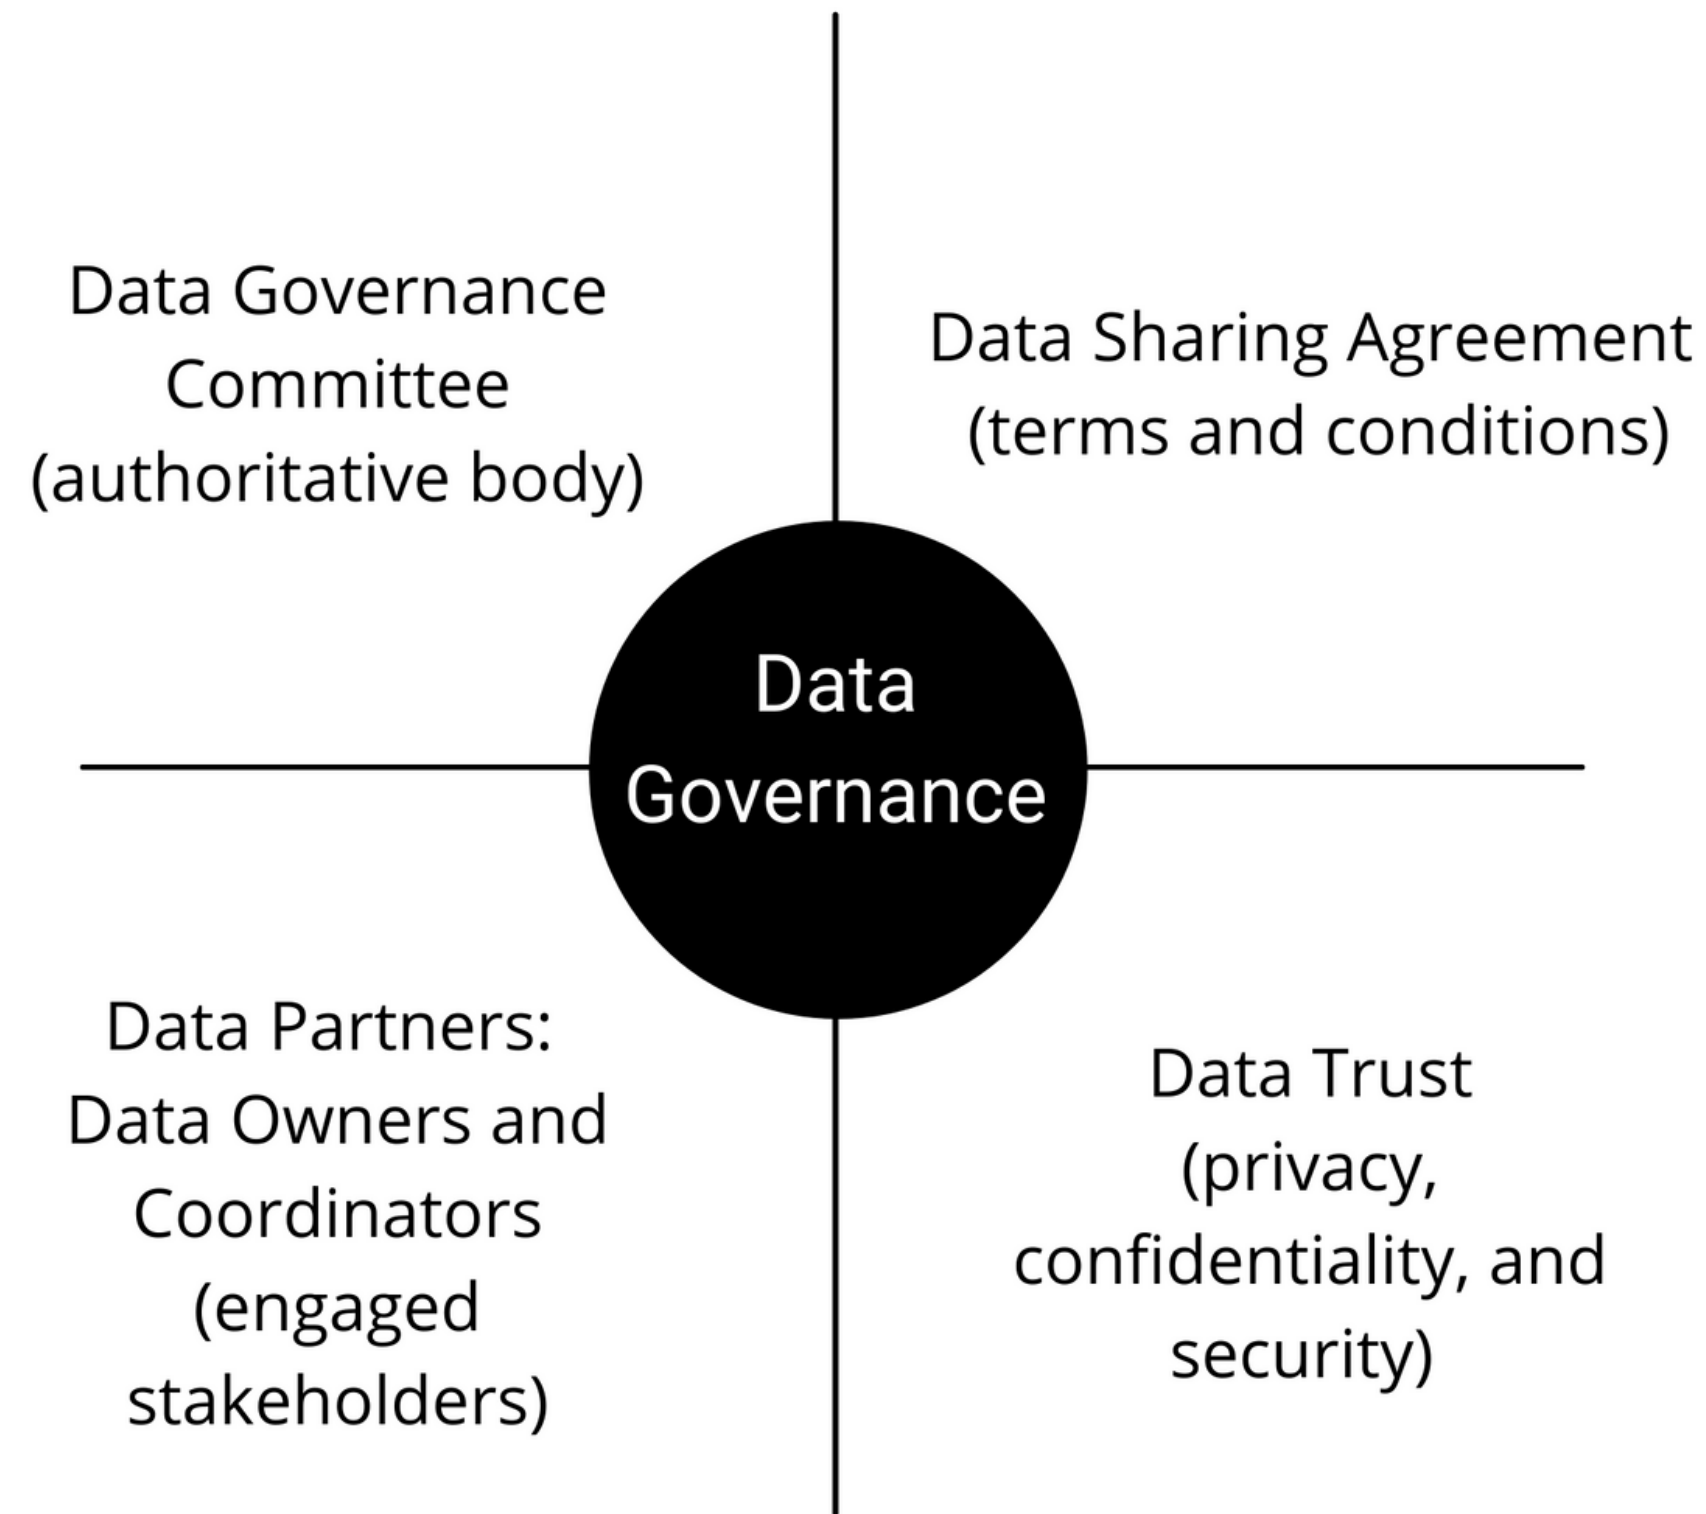 Data Governance
Committee
(authoritative body)
Data Sharing Agreement
(terms and conditions)
Data
Governance
Data Partners:
Data Owners and
Coordinators
(engaged
stakeholders)
Data Trust
(privacy,
confidentiality, and
security)